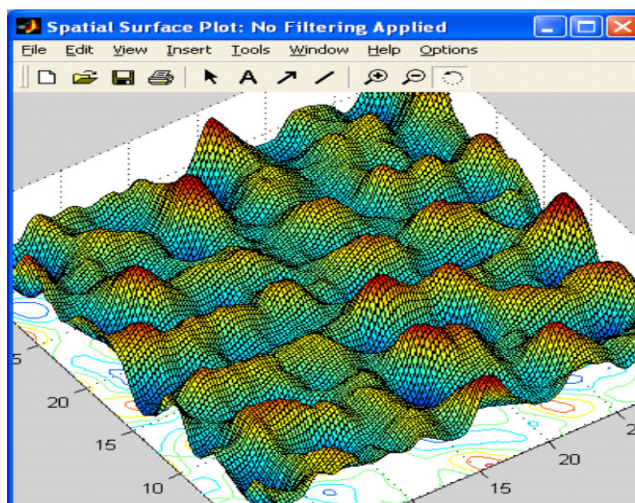 Spatial Surface Plot: No Filtering Applied
File Edit View Insert Tools Window Help Options
A
20
15
10
15
20